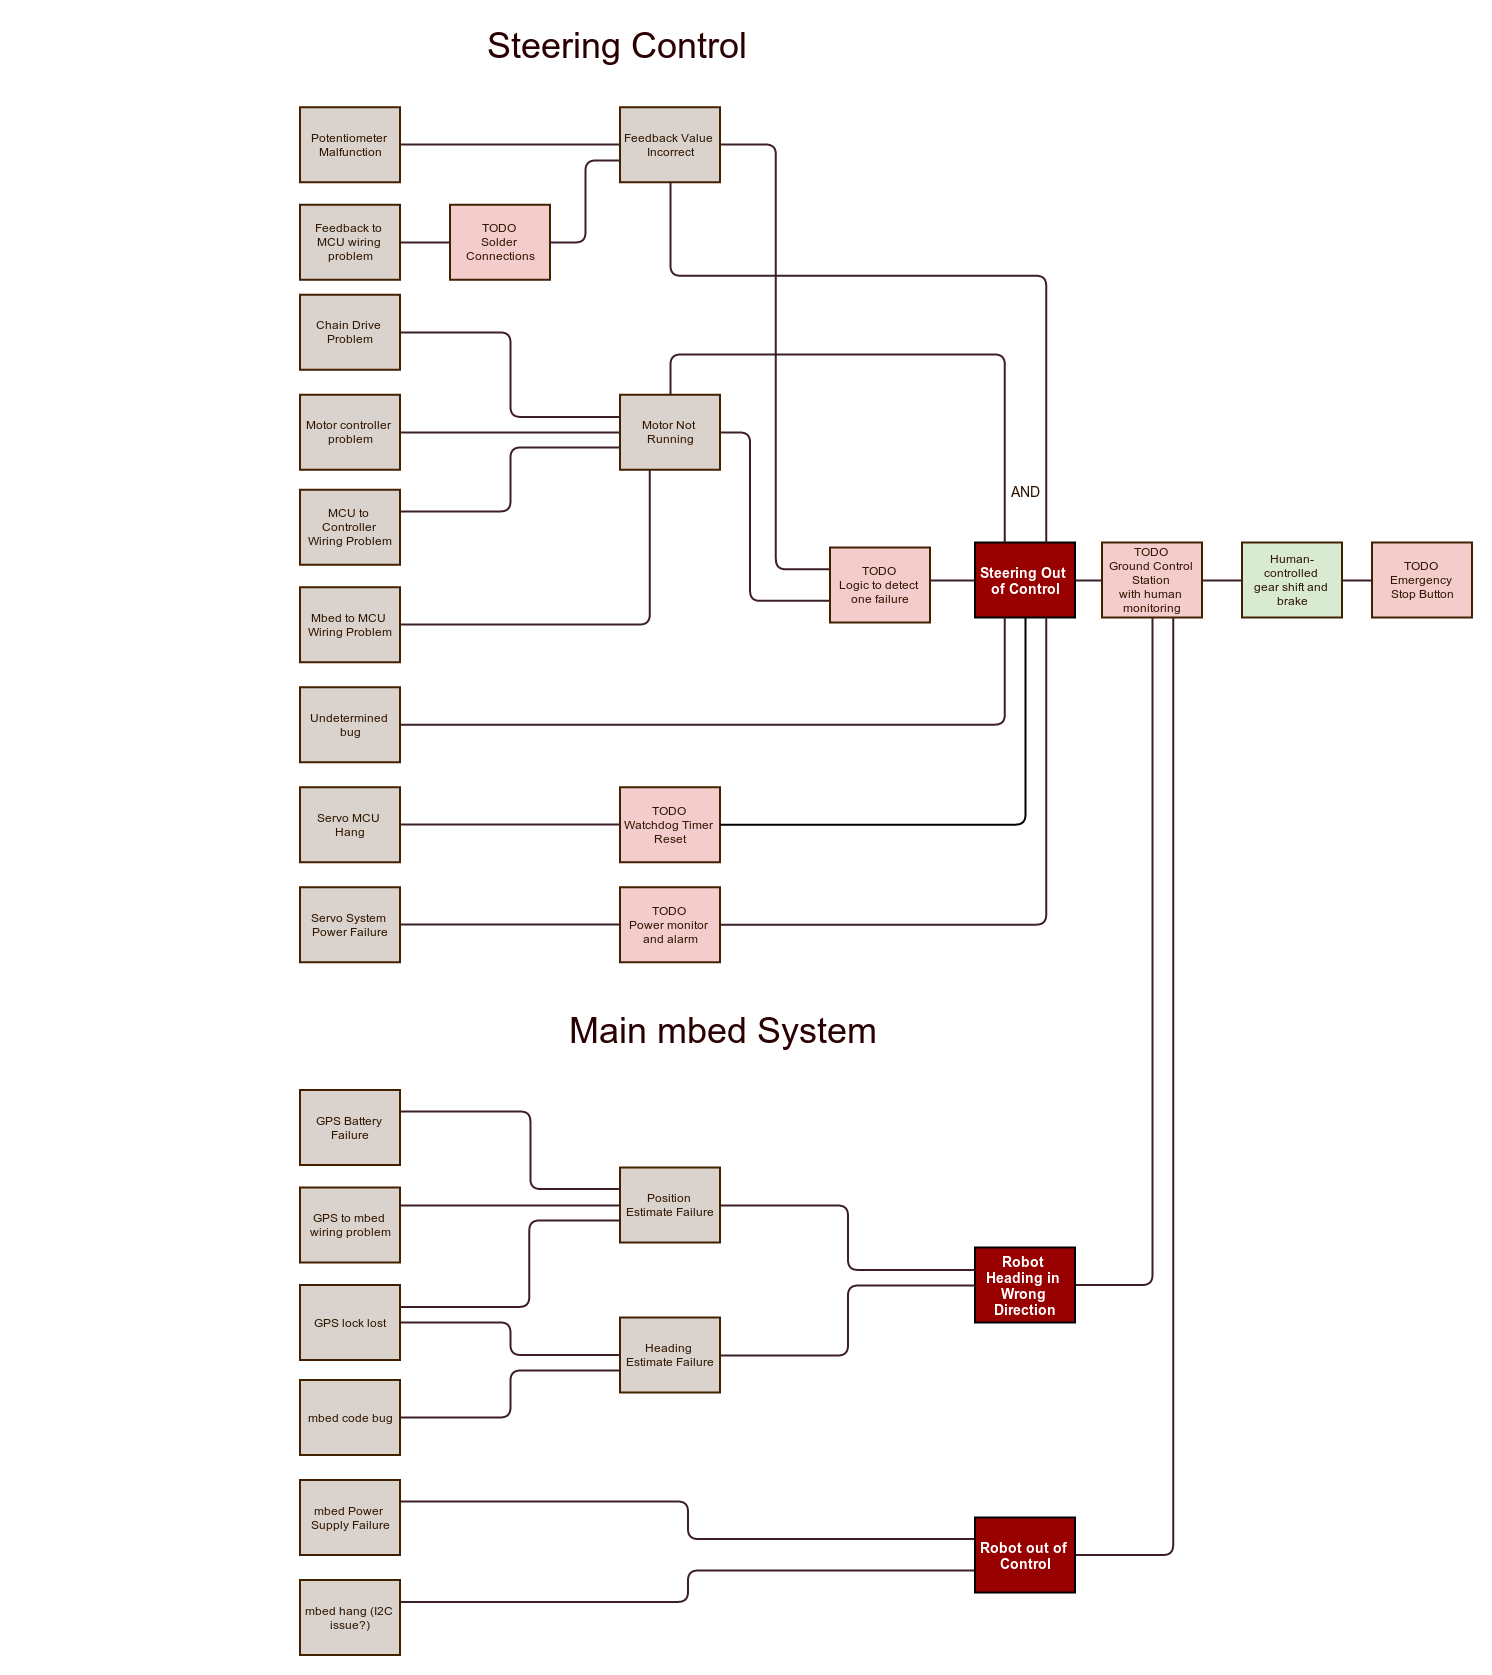 Steering Control
Potentiometer
Malfunction
Feedback Value
Incorrect
Feedback to
MCU wiring
problem
TODO
Solder
Connections
Chain Drive
Problem
Motor controller
problem
Motor Not
Running
MCU to
Controller
Wiring Problem
AND
Mbed to MCU
Wiring Problem
TODO
Logic to detect
one failure
Steering Out
of Control
TODO
Ground Control
Station
with human
monitoring
Human-
controlled
gear shift and
brake
TODO
Emergency
Stop Button
Undetermined
bug
Servo MCU
Hang
TODO
Watchdog Timer
Reset
Servo System
Power Failure
TODO
Power monitor
and alarm
Main mbed System
GPS Battery
Failure
GPS to mbed
wiring problem
Position
Estimate Failure
GPS lock lost
Heading
Estimate Failure
Robot
Heading in
Wrong
Direction
mbed code bug
mbed Power
Supply Failure
Robot out of
Control
mbed hang (I2C
issue?)